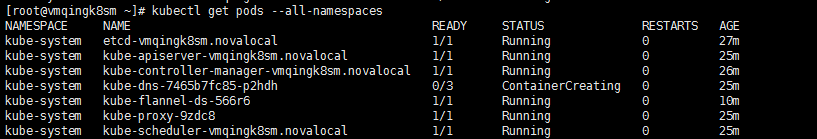 [root@vmqingk8sm ~]# kubectl get pods --all-namespaces
NAMESPACE NAME READY STATUS RESTARTS AGE
kube-system etcd-vmqingk8sm.novalocal 1/1 Running 0 27m
kube-system kube-apiserver-vmqingk8sm.novalocal 1/1 Running 0 25m
kube-system kube-controller-manager-vmqingk8sm.novalocal 1/1 Running 0 26m
kube-system kube-dns-7465b7fc85-p2hdh 0/3 ContainerCreating 0 25m
kube-system kube-flannel-ds-566r6 1/1 Running 0 10m
kube-system kube-proxy-9zdc8 1/1 Running 0 25m
kube-system kube-scheduler-vmqingk8sm.novalocal 1/1 Running 0 25m